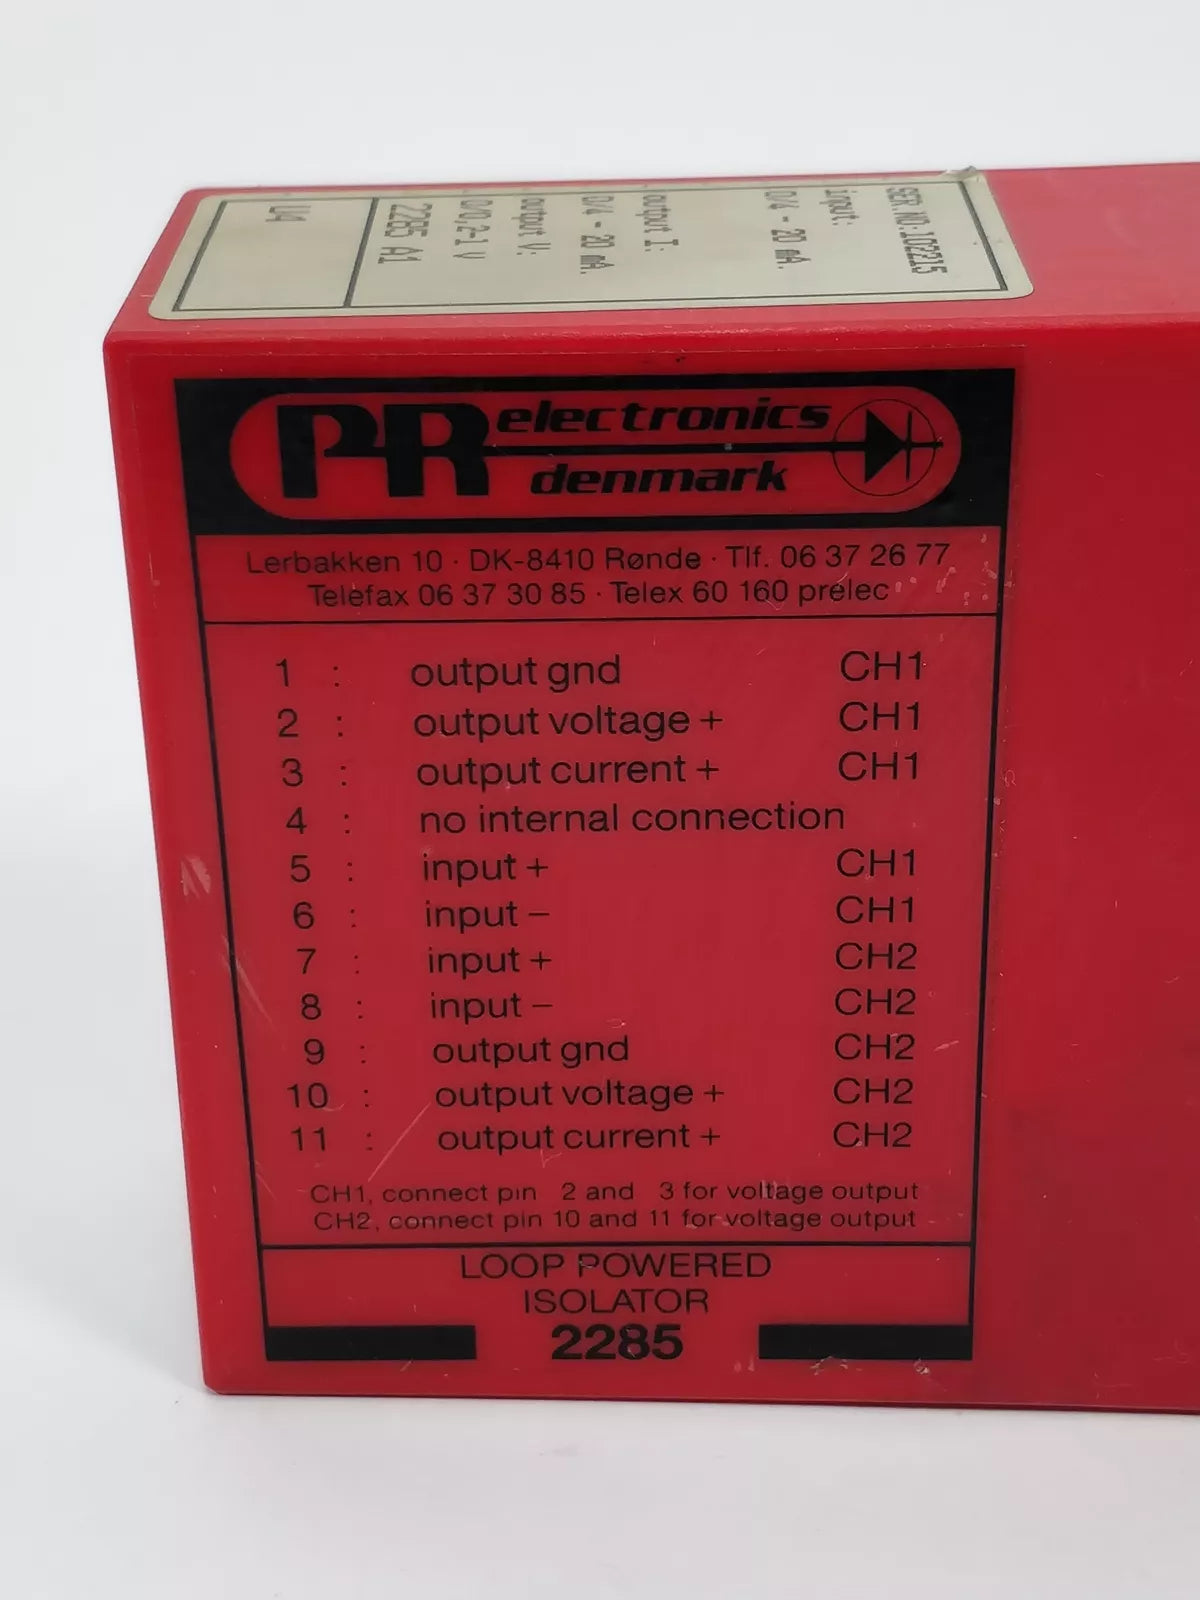 SER.NO:102215
input:
0/4 - 20 mA.
output I:
0/4 - 20 mA.
output V:
0/0,2-1 V
2285 A1
U4
PR electronics
denmark
Lerbakken 10 · DK-8410 Rønde · Tlf. 06 37 26 77
Telefax 06 37 30 85 · Telex 60 160 prelec
1 : output gnd CH1
2 : output voltage + CH1
3 : output current + CH1
4 : no internal connection
5 : input + CH1
6 : input – CH1
7 : input + CH2
8 : input – CH2
9 : output gnd CH2
10 : output voltage + CH2
11 : output current + CH2
CH1, connect pin 2 and 3 for voltage output
CH2, connect pin 10 and 11 for voltage output
LOOP POWERED
ISOLATOR
2285